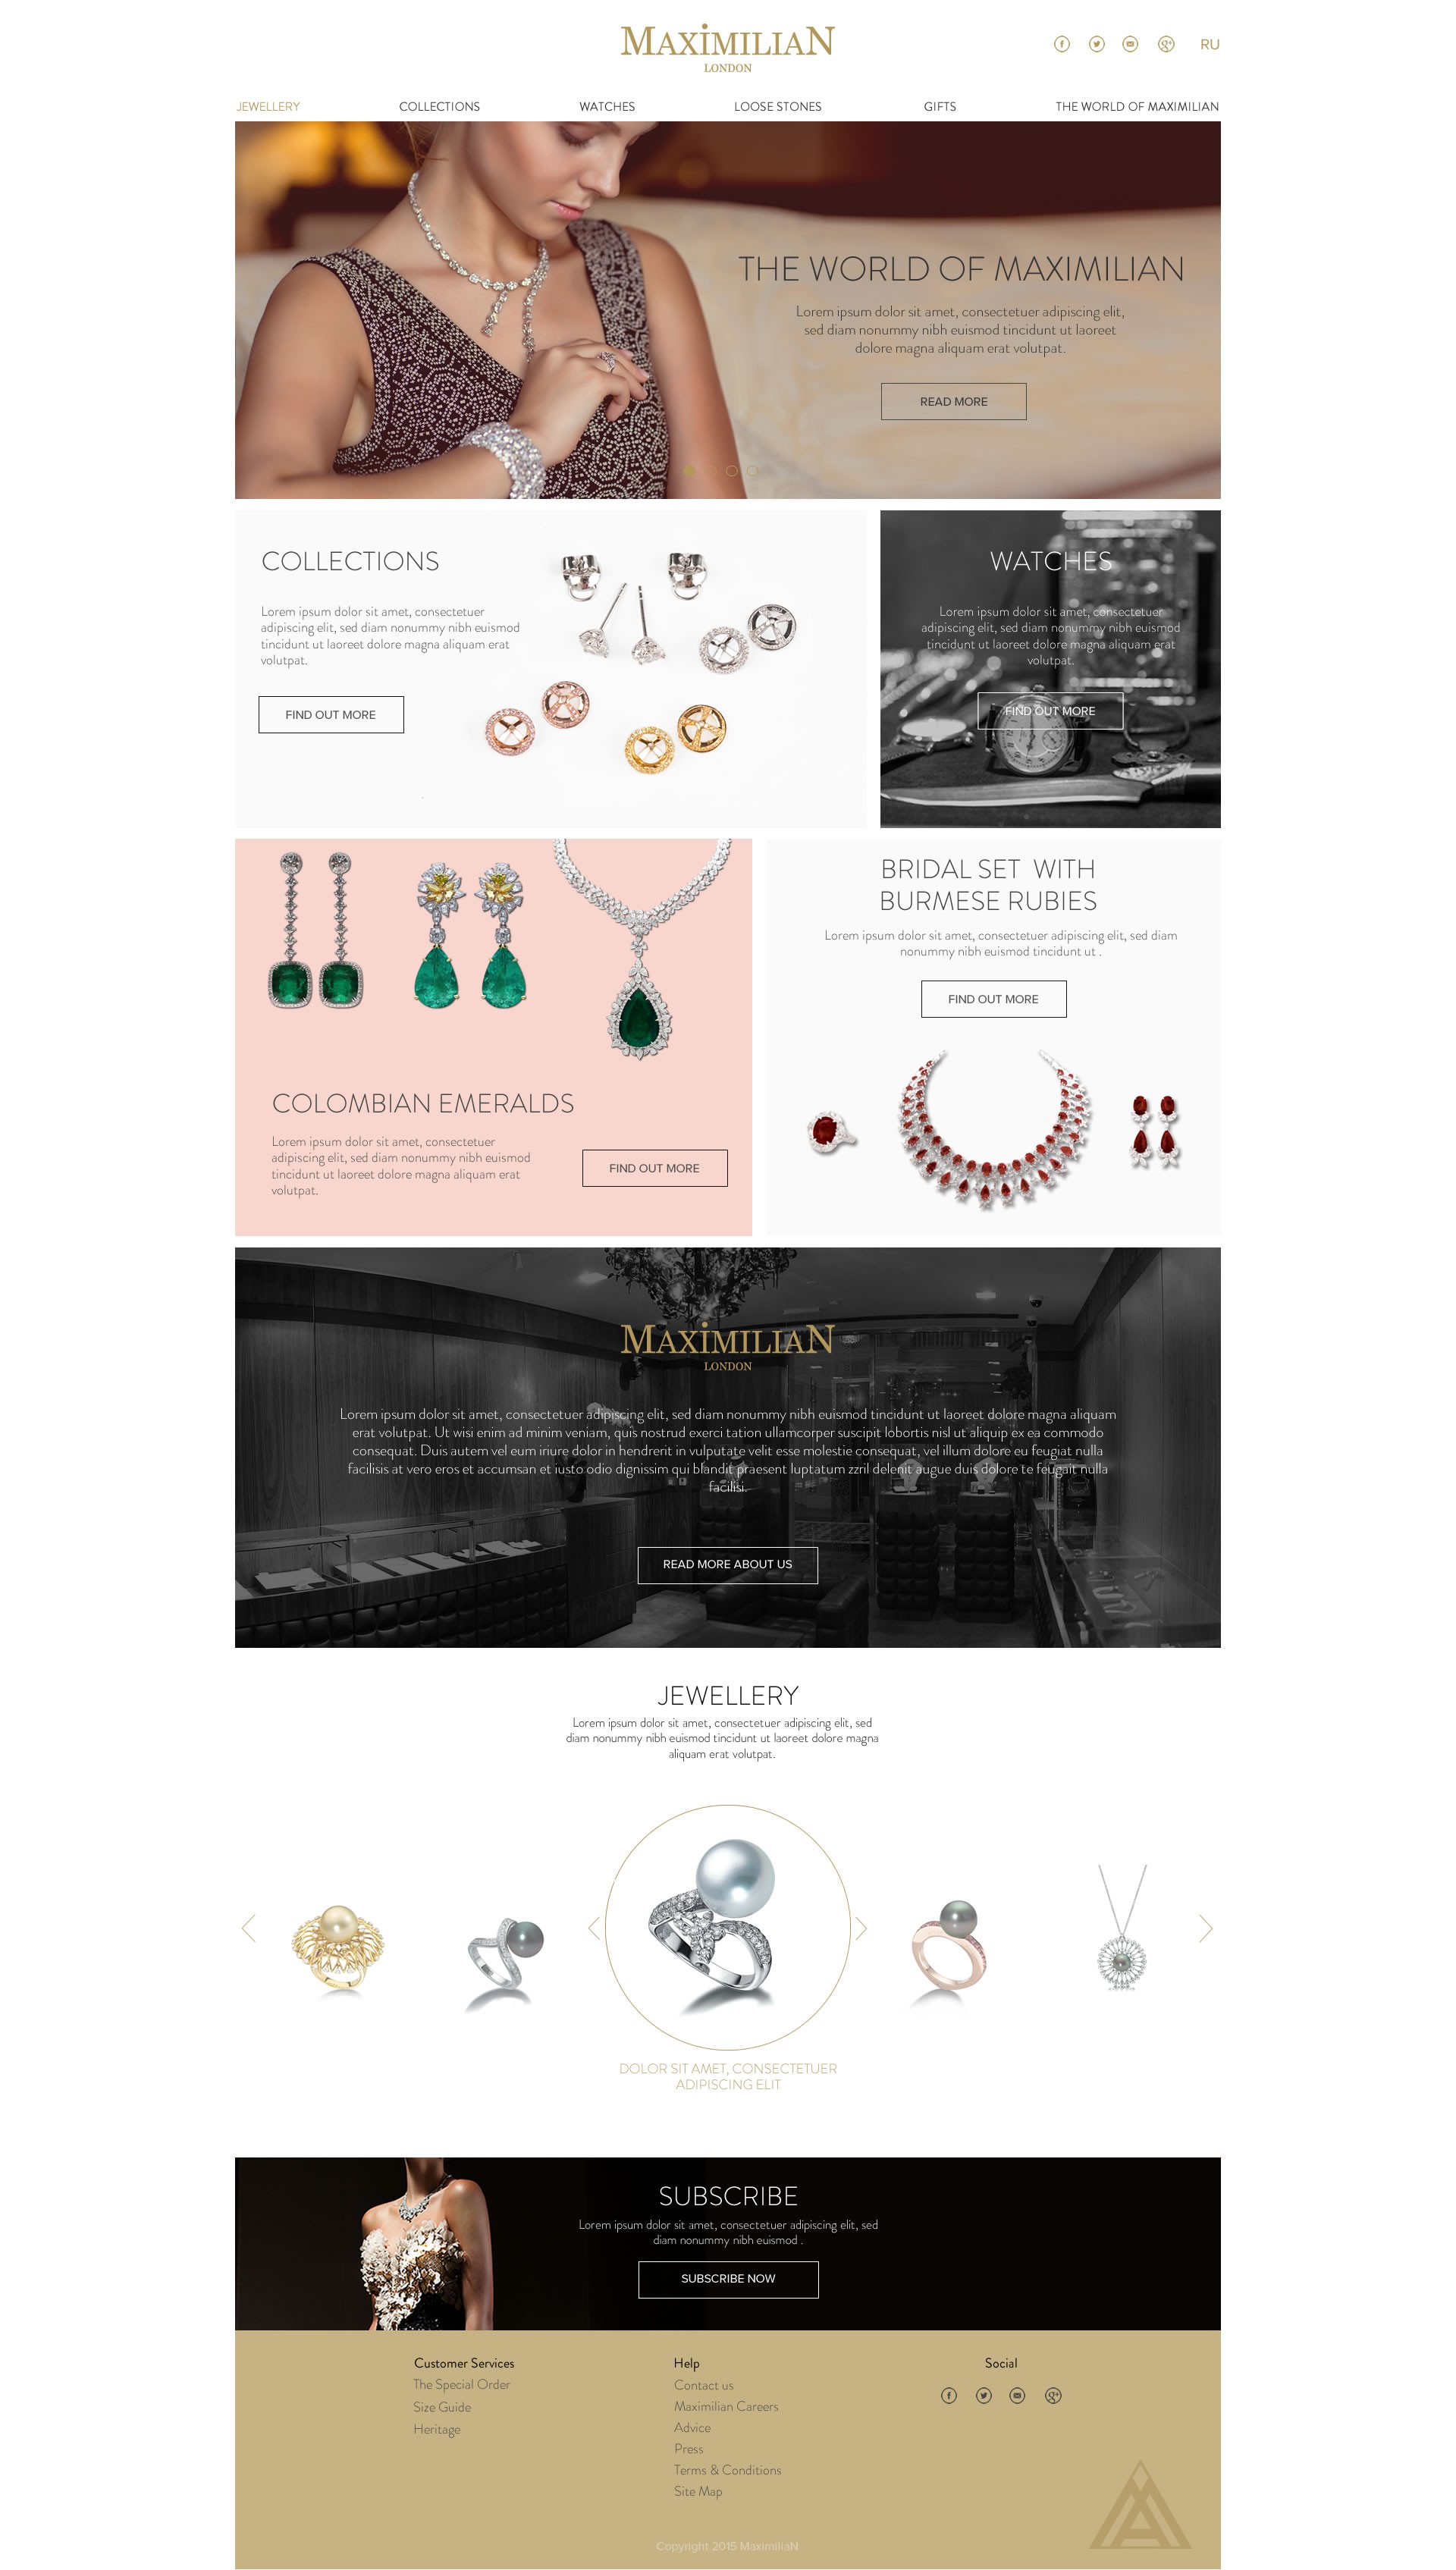 MAXiMILIAN
LONDON
RU
JEWELLERY
COLLECTIONS
WATCHES
LOOSE STONES
GIFTS
THE WORLD OF MAXIMILIAN
THE WORLD OF MAXIMILIAN
Lorem ipsum dolor sit amet, consectetuer adipiscing elit,
sed diam nonummy nibh euismod tincidunt ut laoreet
dolore magna aliquam erat volutpat.
READ MORE
COLLECTIONS
Lorem ipsum dolor sit amet, consectetuer
adipiscing elit, sed diam nonummy nibh euismod
tincidunt ut laoreet dolore magna aliquam erat
volutpat.
FIND OUT MORE
WATCHES
Lorem ipsum dolor sit amet, consectetuer
adipiscing elit, sed diam nonummy nibh euismod
tincidunt ut laoreet dolore magna aliquam erat
volutpat.
FIND OUT MORE
COLOMBIAN EMERALDS
Lorem ipsum dolor sit amet, consectetuer
adipiscing elit, sed diam nonummy nibh euismod
tincidunt ut laoreet dolore magna aliquam erat
volutpat.
FIND OUT MORE
BRIDAL SET WITH
BURMESE RUBIES
Lorem ipsum dolor sit amet, consectetuer adipiscing elit, sed diam
nonummy nibh euismod tincidunt ut .
FIND OUT MORE
MAXiMILIAN
LONDON
Lorem ipsum dolor sit amet, consectetuer adipiscing elit, sed diam nonummy nibh euismod tincidunt ut laoreet dolore magna aliquam
erat volutpat. Ut wisi enim ad minim veniam, quis nostrud exerci tation ullamcorper suscipit lobortis nisl ut aliquip ex ea commodo
consequat. Duis autem vel eum iriure dolor in hendrerit in vulputate velit esse molestie consequat, vel illum dolore eu feugiat nulla
facilisis at vero eros et accumsan et iusto odio dignissim qui blandit praesent luptatum zzril delenit augue duis dolore te feugait nulla
facilisi.
READ MORE ABOUT US
JEWELLERY
Lorem ipsum dolor sit amet, consectetuer adipiscing elit, sed
diam nonummy nibh euismod tincidunt ut laoreet dolore magna
aliquam erat volutpat.
DOLOR SIT AMET, CONSECTETUER
ADIPISCING ELIT
SUBSCRIBE
Lorem ipsum dolor sit amet, consectetuer adipiscing elit, sed
diam nonummy nibh euismod .
SUBSCRIBE NOW
Customer Services
The Special Order
Size Guide
Heritage
Help
Contact us
Maximilian Careers
Advice
Press
Terms & Conditions
Site Map
Social
Copyright 2015 MaximiliaN